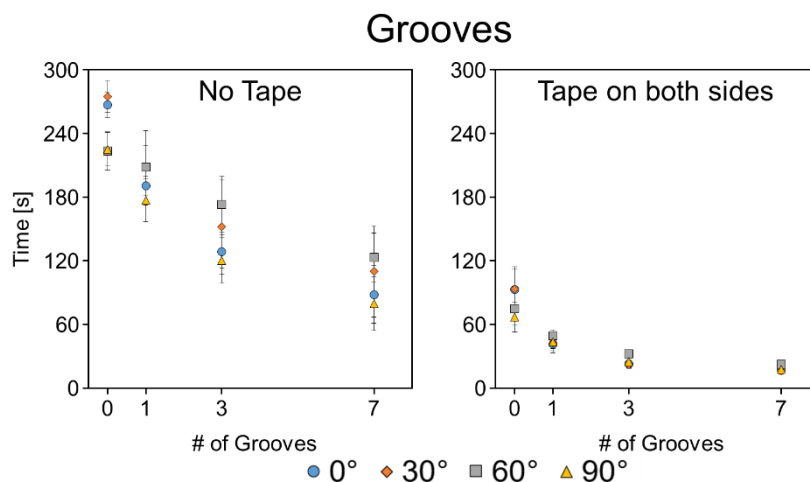 Grooves
No Tape
Tape on both sides
Time [s]
300
240
180
120
60
0
0 1 3 7
# of Grooves
300
240
180
120
60
0
0 1 3 7
# of Grooves
0° 30° 60° 90°